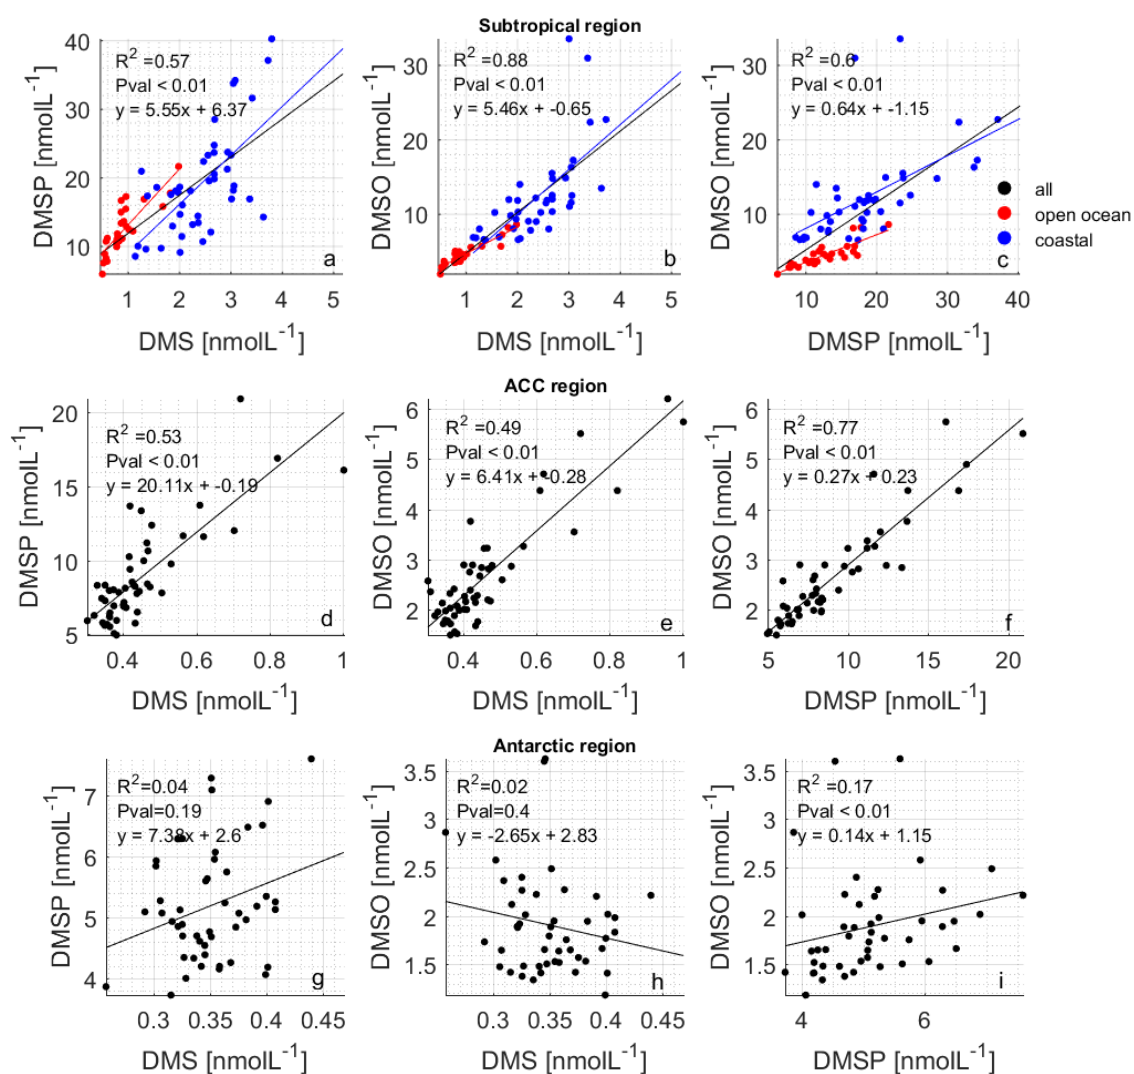 Subtropical region
R² = 0.57
Pval < 0.01
y = 5.55x + 6.37
40
30
20
10
DMSP [nmolL⁻¹]
a
1 2 3 4 5
DMS [nmolL⁻¹]
R² = 0.88
Pval < 0.01
y = 5.46x + -0.65
30
20
10
DMSO [nmolL⁻¹]
b
1 2 3 4 5
DMS [nmolL⁻¹]
R² = 0.6
Pval < 0.01
y = 0.64x + -1.15
30
20
10
DMSO [nmolL⁻¹]
c
10 20 30 40
DMSP [nmolL⁻¹]
all
open ocean
coastal
ACC region
R² = 0.53
Pval < 0.01
y = 20.11x + -0.19
20
15
10
5
DMSP [nmolL⁻¹]
d
0.4 0.6 0.8 1
DMS [nmolL⁻¹]
R² = 0.49
Pval < 0.01
y = 6.41x + -0.28
6
5
4
3
2
DMSO [nmolL⁻¹]
e
0.4 0.6 0.8 1
DMS [nmolL⁻¹]
R² = 0.77
Pval < 0.01
y = 0.27x + 0.23
6
5
4
3
2
DMSO [nmolL⁻¹]
f
5 10 15 20
DMSP [nmolL⁻¹]
Antarctic region
R²=0.04
Pval=0.19
y = 7.38x + 2.6
7
6
5
4
DMSP [nmolL⁻¹]
g
0.3 0.35 0.4 0.45
DMS [nmolL⁻¹]
R²=0.02
Pval=0.4
y = -2.65x + 2.83
3.5
3
2.5
2
1.5
DMSO [nmolL⁻¹]
h
0.3 0.35 0.4 0.45
DMS [nmolL⁻¹]
R² = 0.17
Pval < 0.01
y = 0.14x + 1.15
3.5
3
2.5
2
1.5
DMSO [nmolL⁻¹]
i
4 6
DMSP [nmolL⁻¹]